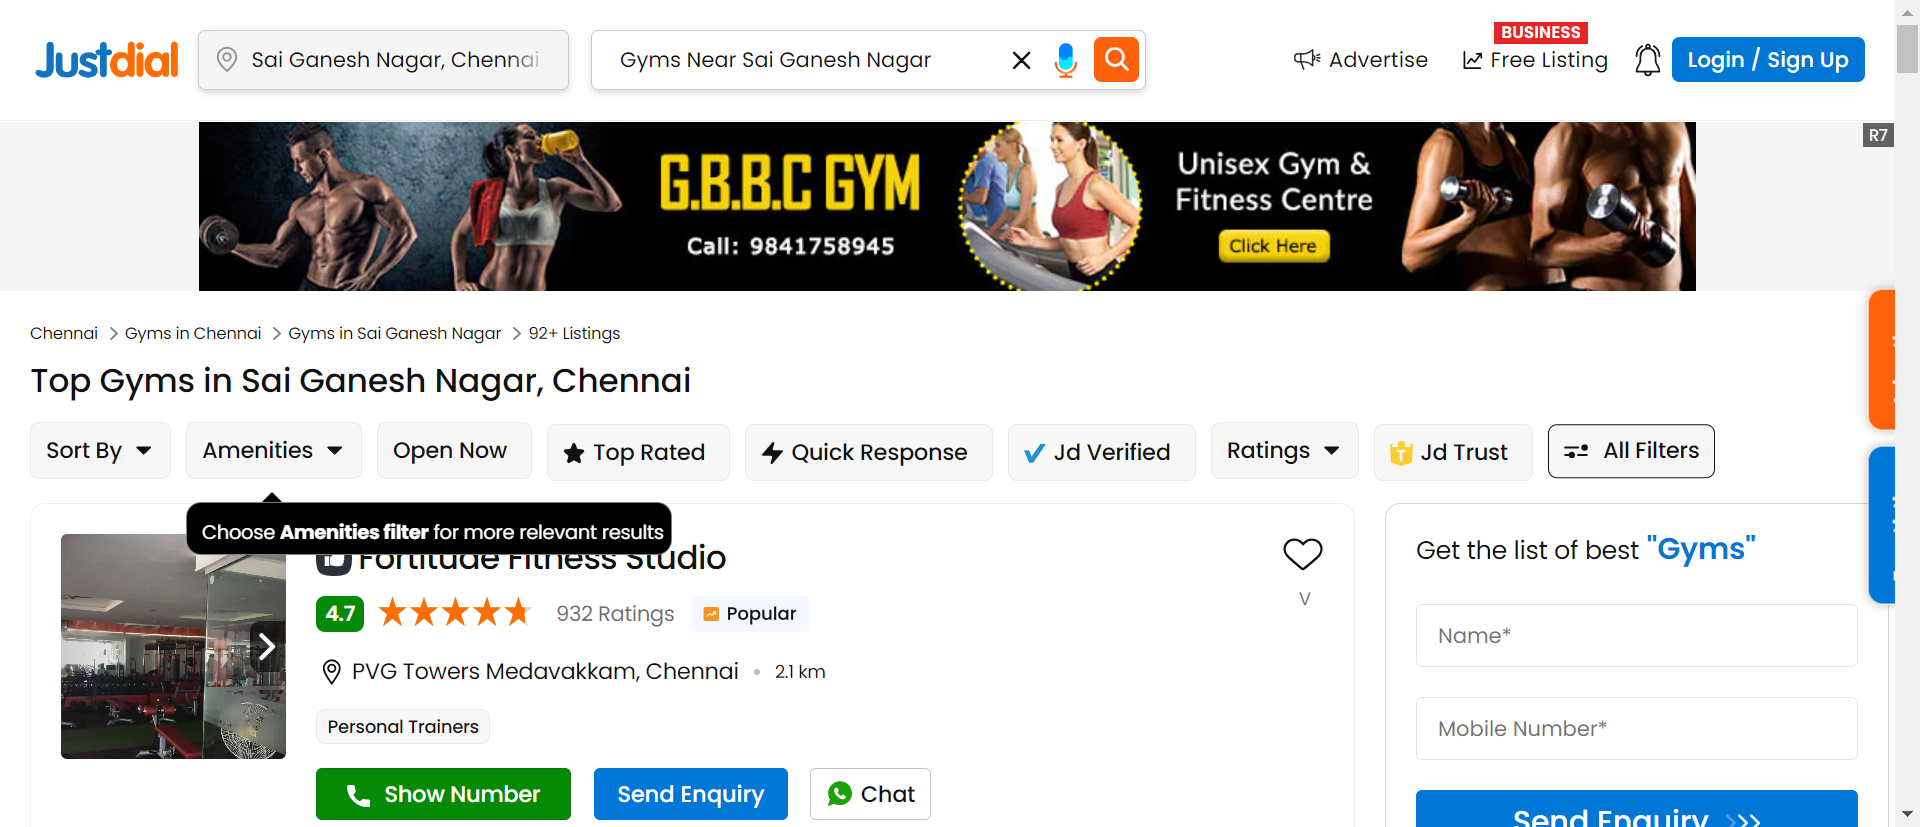 Justdial
Sai Ganesh Nagar, Chennai
Gyms Near Sai Ganesh Nagar
Advertise
BUSINESS
Free Listing
Login / Sign Up
R7
G.B.B.C GYM
Call: 9841758945
Unisex Gym &
Fitness Centre
Click Here
Chennai > Gyms in Chennai > Gyms in Sai Ganesh Nagar > 92+ Listings
Top Gyms in Sai Ganesh Nagar, Chennai
Sort By
Amenities
Open Now
Top Rated
Quick Response
Jd Verified
Ratings
Jd Trust
All Filters
Choose Amenities filter for more relevant results
Fortitude Fitness Studio
V
4.7
932 Ratings
Popular
PVG Towers Medavakkam, Chennai • 2.1 km
Personal Trainers
Show Number
Send Enquiry
Chat
Get the list of best "Gyms"
Name*
Mobile Number*
Send Enquiry